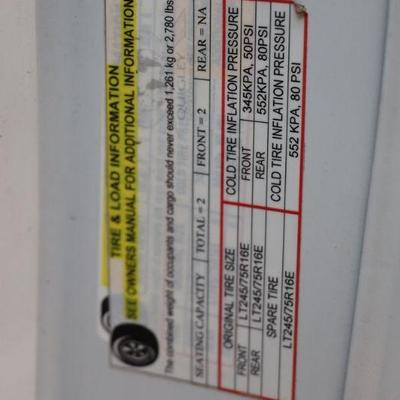 TIRE & LOAD INFORMATION
SEE OWNERS MANUAL FOR ADDITIONAL INFORMATION
The combined weight of occupants and cargo should never exceed 1,261 kg or 2,780 lbs
SEATING CAPACITY TOTAL = 2 FRONT = 2 REAR = NA
ORIGINAL TIRE SIZE COLD TIRE INFLATION PRESSURE
FRONT LT245/75R16E FRONT 345KPA, 50PSI
REAR LT245/75R16E REAR 552KPA, 80PSI
SPARE TIRE COLD TIRE INFLATION PRESSURE
LT245/75R16E 552 KPA, 80 PSI